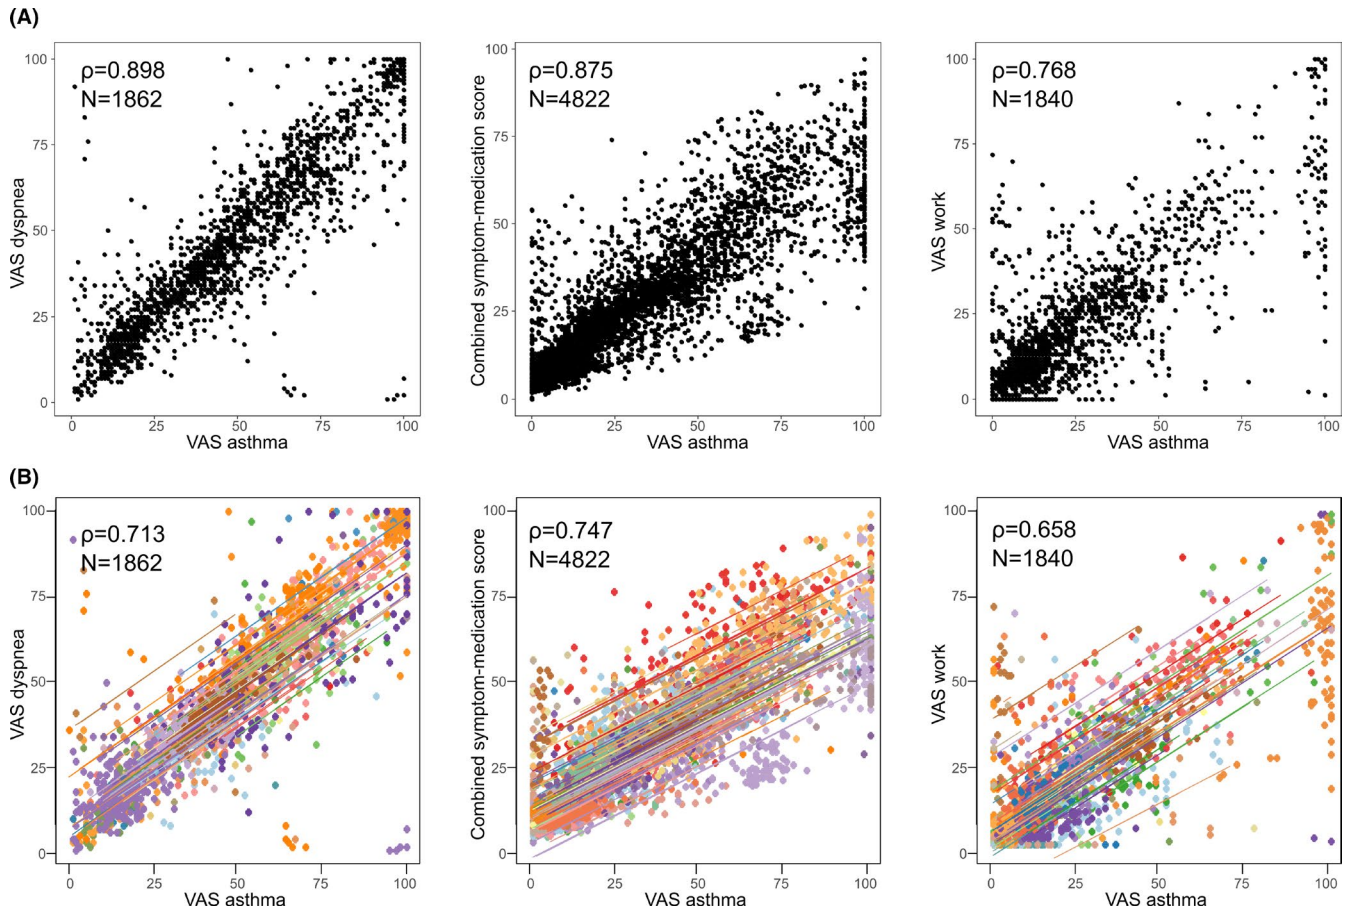 (A)
ρ=0.898
N=1862
VAS dyspnea
100
75
50
25
0
0 25 50 75 100
VAS asthma
ρ=0.875
N=4822
Combined symptom-medication score
100
75
50
25
0
0 25 50 75 100
VAS asthma
ρ=0.768
N=1840
VAS work
100
75
50
25
0
0 25 50 75 100
VAS asthma
(B)
ρ=0.713
N=1862
VAS dyspnea
100
75
50
25
0
0 25 50 75 100
VAS asthma
ρ=0.747
N=4822
Combined symptom-medication score
100
75
50
25
0
0 25 50 75 100
VAS asthma
ρ=0.658
N=1840
VAS work
100
75
50
25
0
0 25 50 75 100
VAS asthma